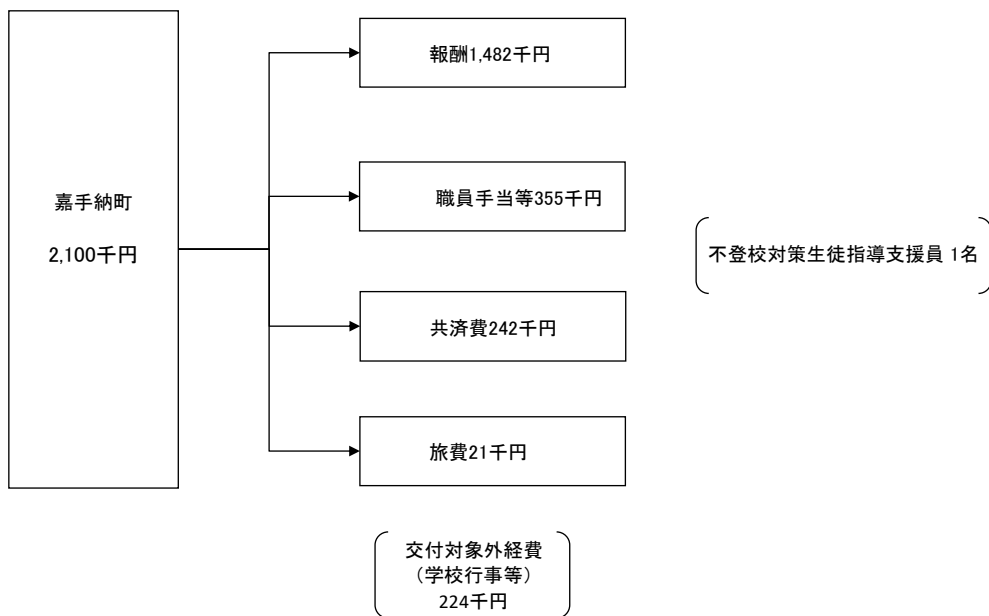 嘉手納町
2,100千円
報酬1,482千円
職員手当等355千円
共済費242千円
旅費21千円
不登校対策生徒指導支援員 1名
交付対象外経費
(学校行事等)
224千円